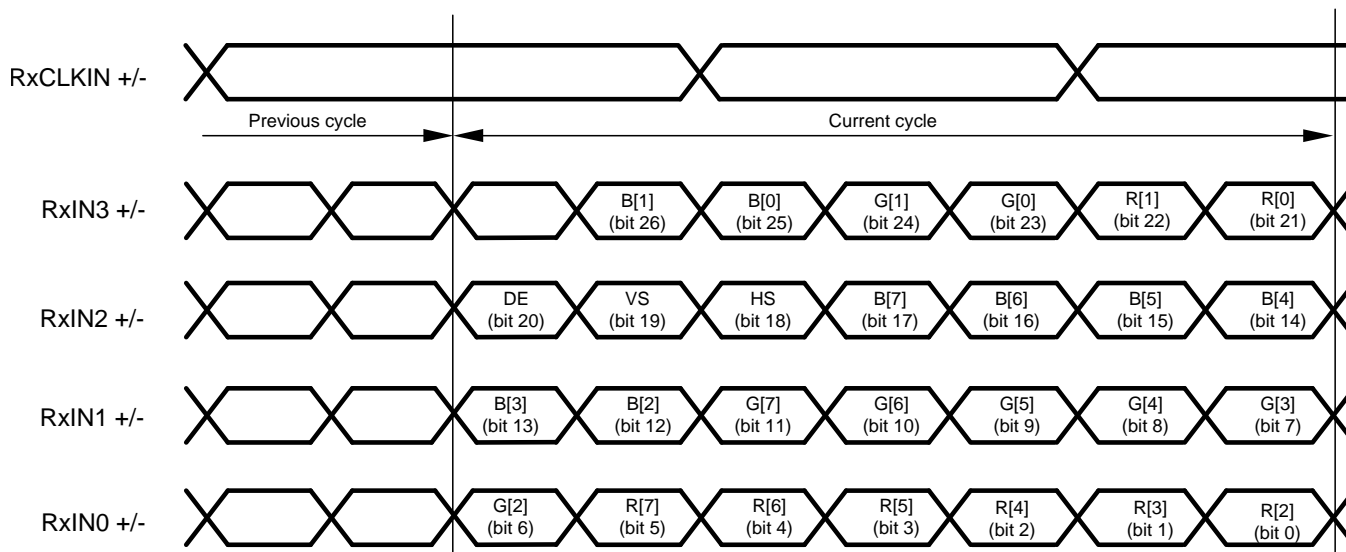 RxCLKIN +/-
Previous cycle
Current cycle
RxIN3 +/-
B[1]
(bit 26)
B[0]
(bit 25)
G[1]
(bit 24)
G[0]
(bit 23)
R[1]
(bit 22)
R[0]
(bit 21)
RxIN2 +/-
DE
(bit 20)
VS
(bit 19)
HS
(bit 18)
B[7]
(bit 17)
B[6]
(bit 16)
B[5]
(bit 15)
B[4]
(bit 14)
RxIN1 +/-
B[3]
(bit 13)
B[2]
(bit 12)
G[7]
(bit 11)
G[6]
(bit 10)
G[5]
(bit 9)
G[4]
(bit 8)
G[3]
(bit 7)
RxIN0 +/-
G[2]
(bit 6)
R[7]
(bit 5)
R[6]
(bit 4)
R[5]
(bit 3)
R[4]
(bit 2)
R[3]
(bit 1)
R[2]
(bit 0)